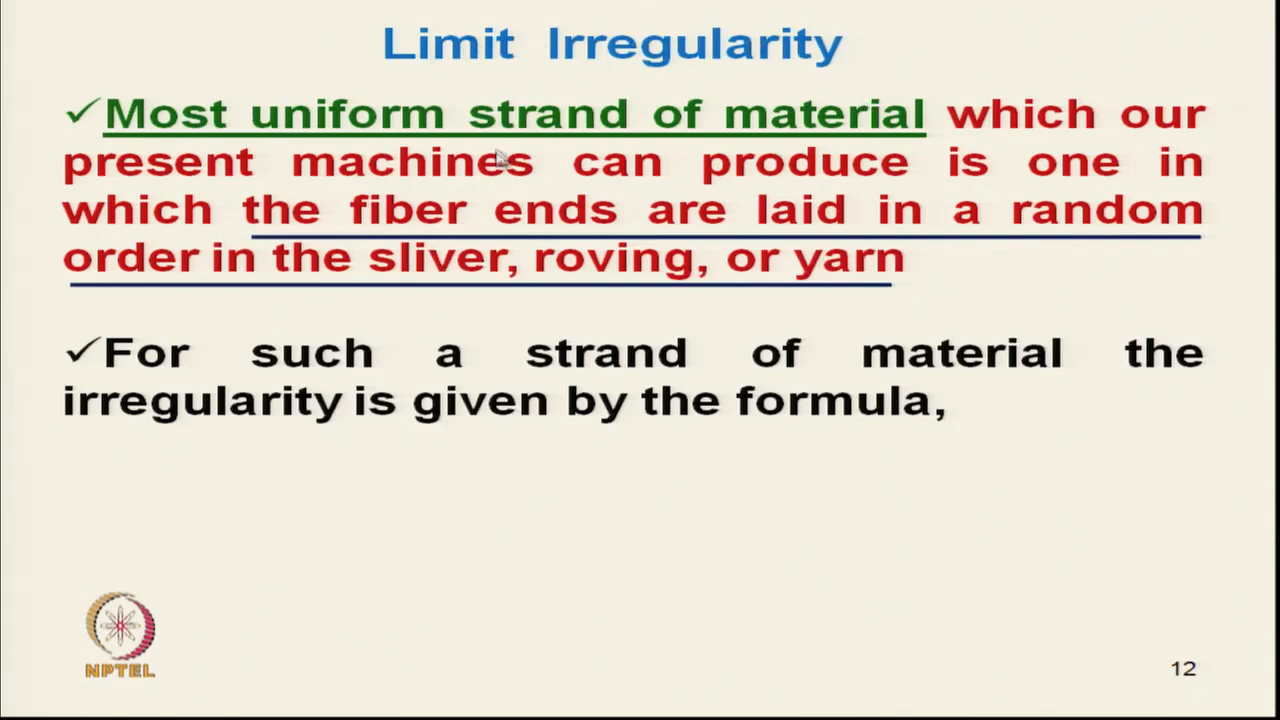 Limit Irregularity
✓Most uniform strand of material which our
present machines can produce is one in
which the fiber ends are laid in a random
order in the sliver, roving, or yarn
✓For such a strand of material the
irregularity is given by the formula,
NPTEL
12